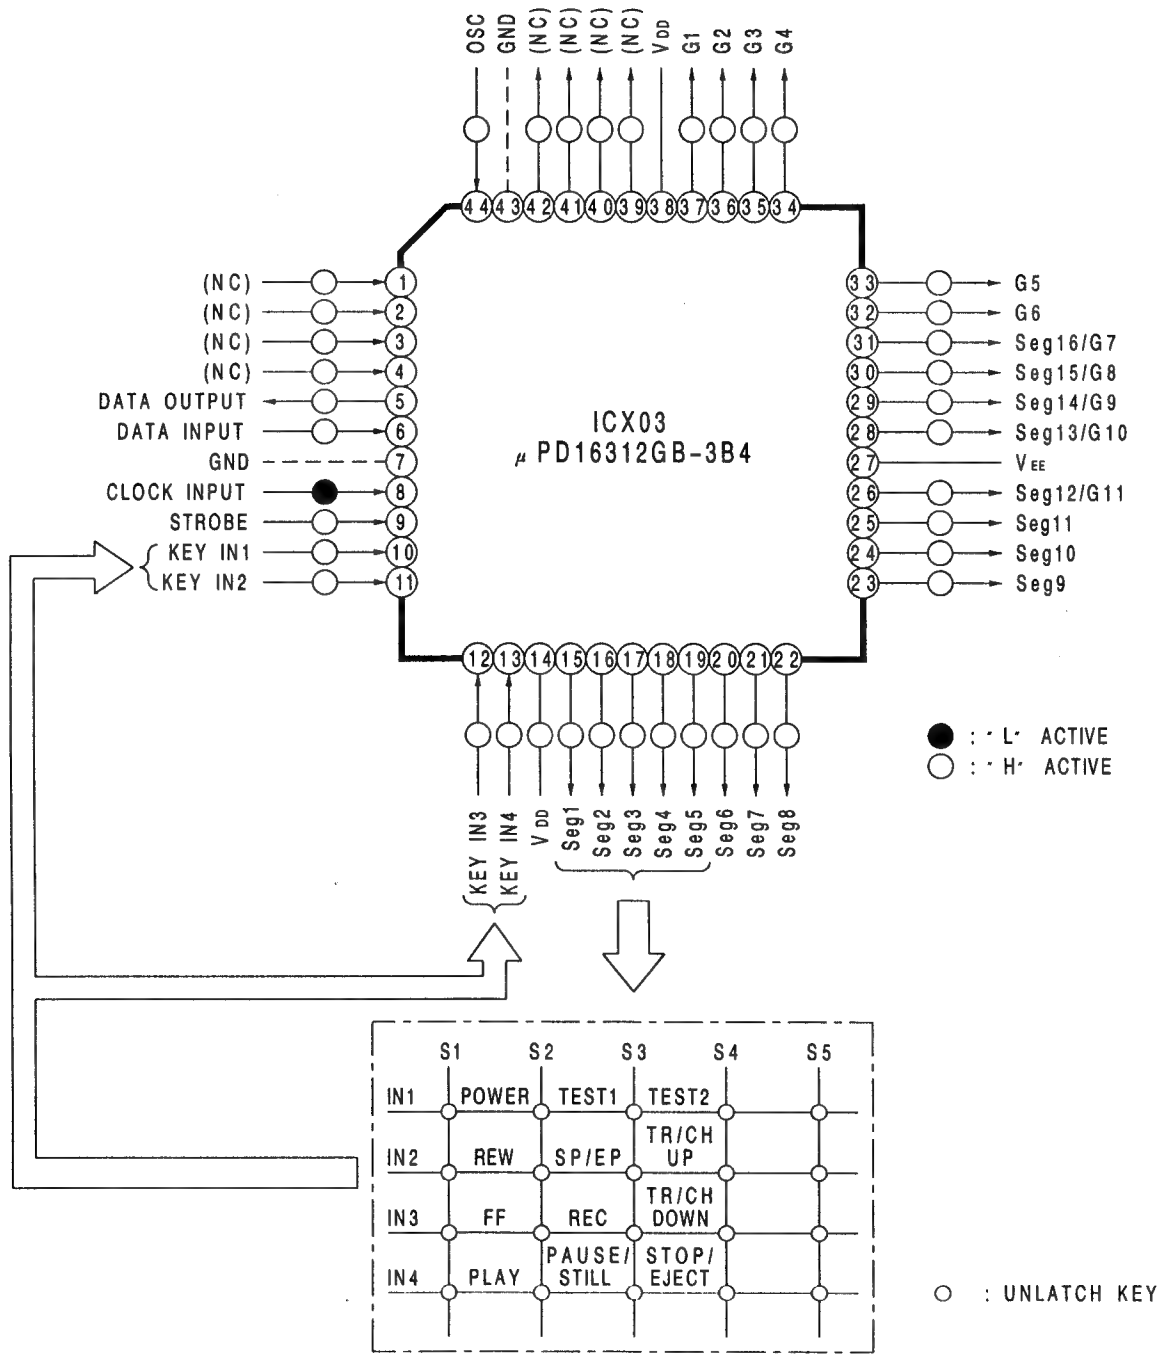 OSC
GND
(NC)
(NC)
(NC)
(NC)
VDD
G1
G2
G3
G4
44 43 42 41 40 39 38 37 36 35 34
(NC) 1
(NC) 2
(NC) 3
(NC) 4
DATA OUTPUT 5
DATA INPUT 6
GND 7
CLOCK INPUT 8
STROBE 9
KEY IN1 10
KEY IN2 11
ICX03
μPD16312GB-3B4
33 G5
32 G6
31 Seg16/G7
30 Seg15/G8
29 Seg14/G9
28 Seg13/G10
27 VEE
26 Seg12/G11
25 Seg11
24 Seg10
23 Seg9
12 13 14 15 16 17 18 19 20 21 22
KEY IN3
KEY IN4
VDD
Seg1
Seg2
Seg3
Seg4
Seg5
Seg6
Seg7
Seg8
: "L" ACTIVE
: "H" ACTIVE
S1 S2 S3 S4 S5
IN1 POWER TEST1 TEST2
IN2 REW SP/EP TR/CH UP
IN3 FF REC TR/CH DOWN
IN4 PLAY PAUSE/STILL STOP/EJECT
: UNLATCH KEY